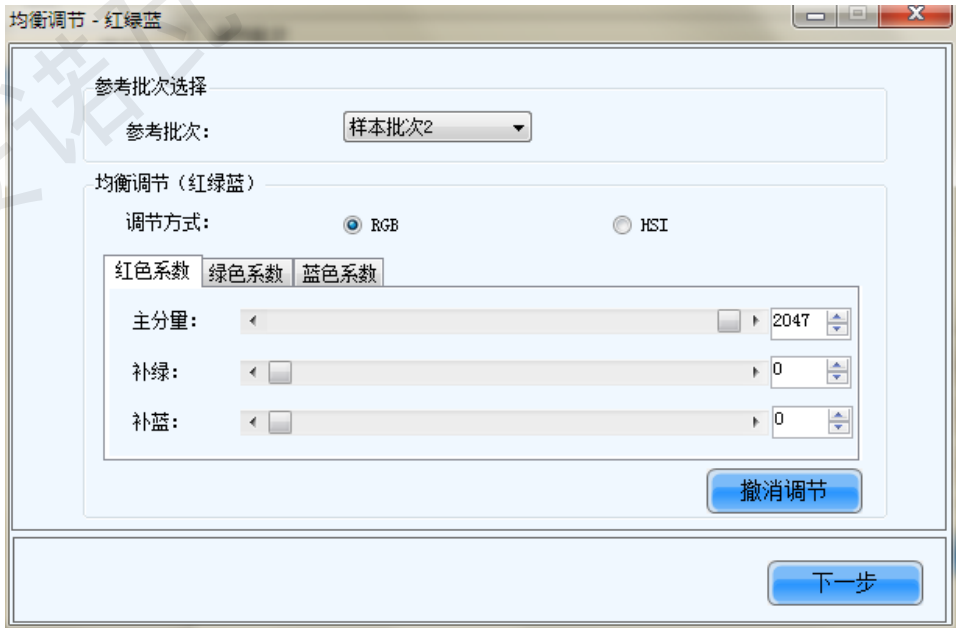 均衡调节 - 红绿蓝
参考批次选择
参考批次: 样本批次2
均衡调节（红绿蓝）
调节方式: RGB HSI
红色系数 绿色系数 蓝色系数
主分量: 2047
补绿: 0
补蓝: 0
撤消调节
下一步